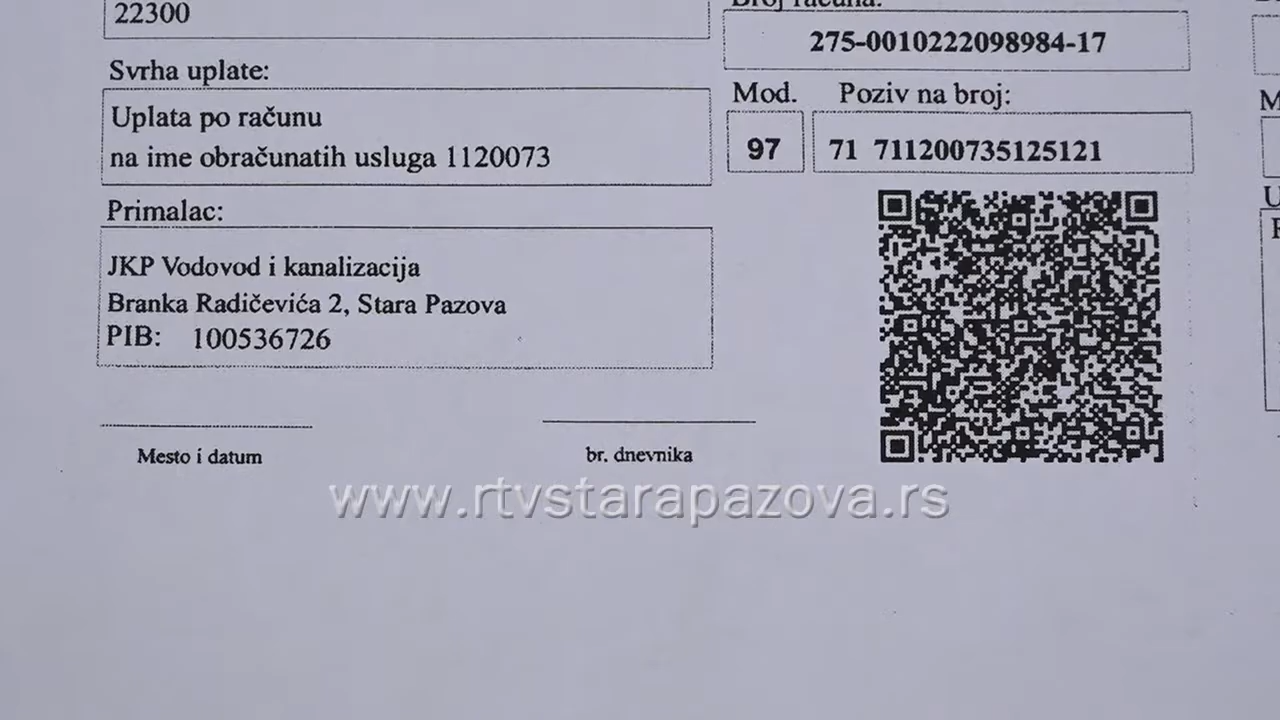 22300
Broj računa:
275-0010222098984-17
Svrha uplate:
Uplata po računu
na ime obračunatih usluga 1120073
Mod. Poziv na broj:
97 71 711200735125121
Primalac:
JKP Vodovod i kanalizacija
Branka Radičevića 2, Stara Pazova
PIB: 100536726
Mesto i datum
br. dnevnika
www.rtvstarapazova.rs